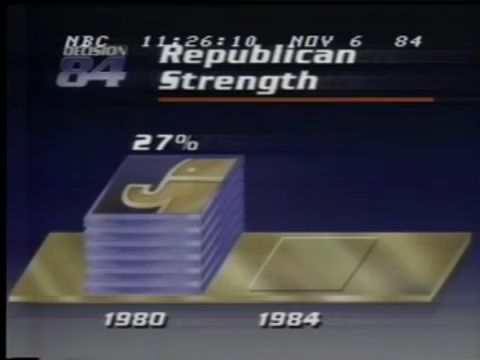 NBC 11:26:10 NOV 6 84
DECISION
84
Republican
Strength
27%
1980 1984